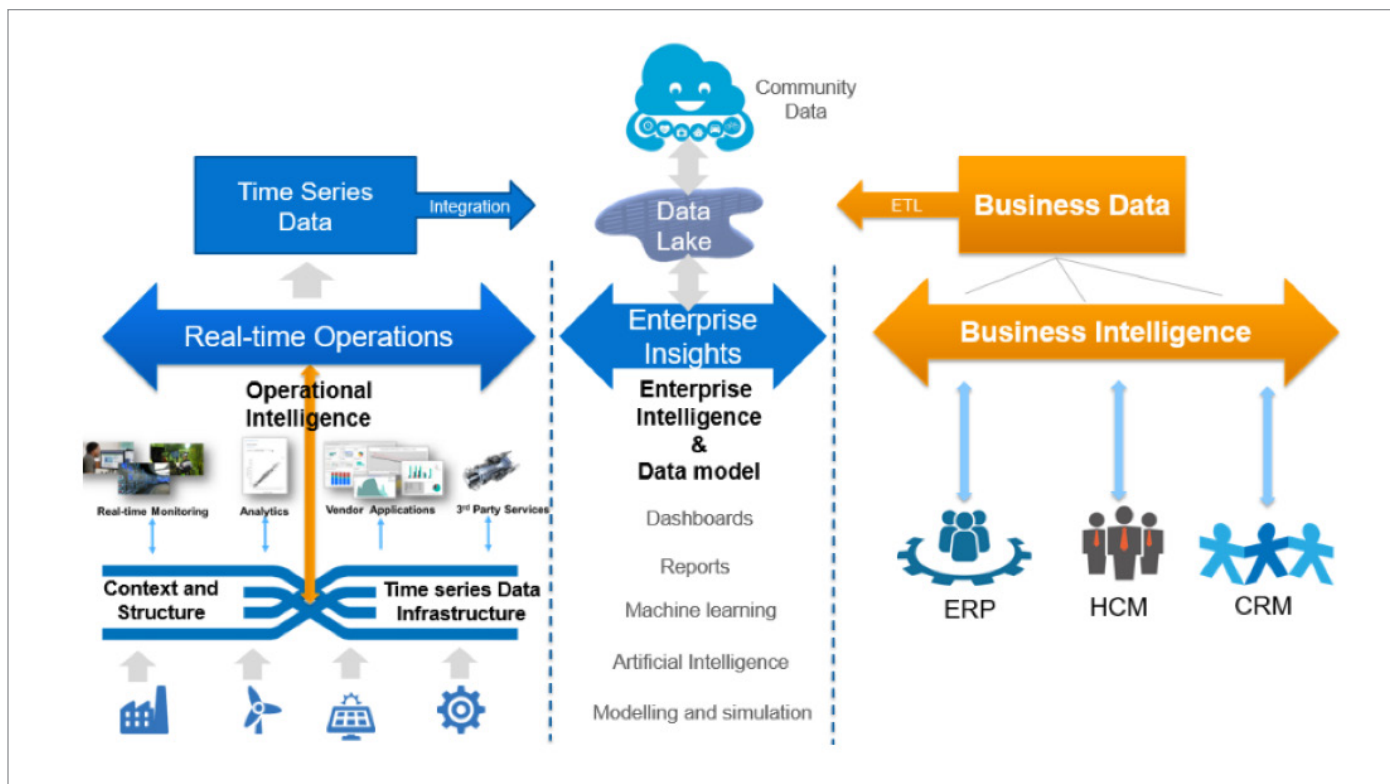 Community
Data
Time Series
Data
Integration
Data
Lake
ETL
Business Data
Real-time Operations
Enterprise
Insights
Business Intelligence
Operational
Intelligence
Enterprise
Intelligence
&
Data model
Real-time Monitoring
Analytics
Vendor Applications
3rd Party Services
Dashboards
Reports
Machine learning
Artificial Intelligence
Modelling and simulation
Context and
Structure
Time series Data
Infrastructure
ERP
HCM
CRM